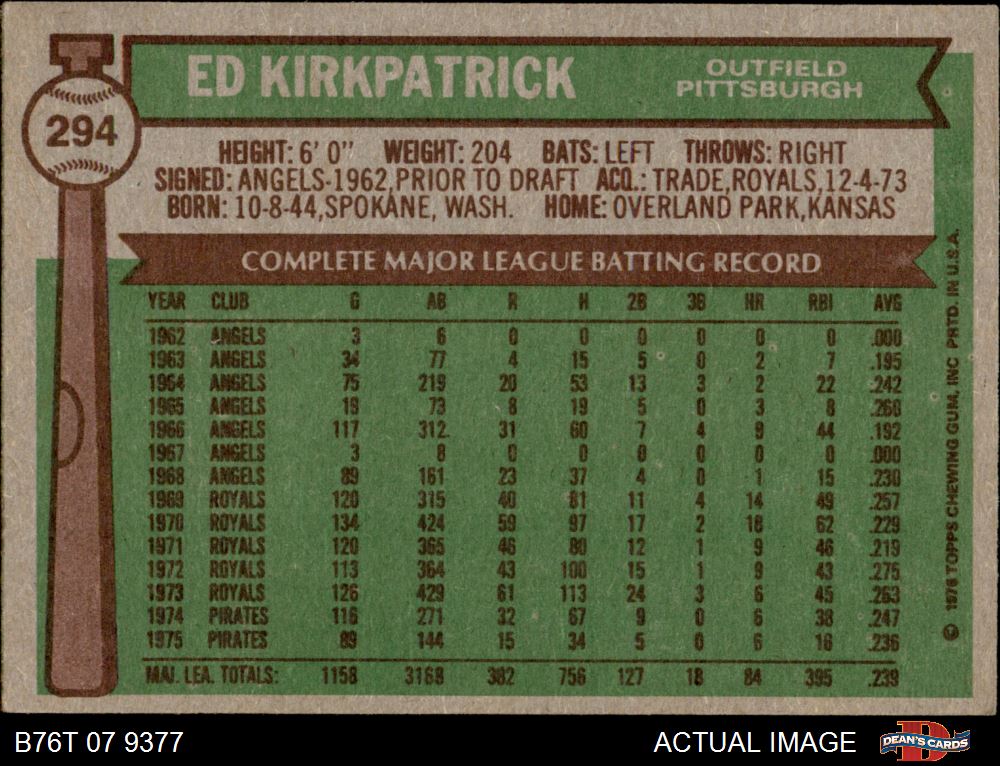 ED KIRKPATRICK
OUTFIELD
PITTSBURGH
294
HEIGHT: 6' 0" WEIGHT: 204 BATS: LEFT THROWS: RIGHT
SIGNED: ANGELS-1962,PRIOR TO DRAFT ACQ.: TRADE,ROYALS,12-4-73
BORN: 10-8-44,SPOKANE, WASH. HOME: OVERLAND PARK,KANSAS
COMPLETE MAJOR LEAGUE BATTING RECORD
YEAR CLUB G AB R H 2B 3B HR RBI AVG
1962 ANGELS 3 6 0 0 0 0 0 0 .000
1963 ANGELS 34 77 4 15 5 0 2 7 .195
1964 ANGELS 75 219 20 53 13 3 2 22 .242
1965 ANGELS 19 73 8 19 5 0 3 8 .260
1966 ANGELS 117 312 31 60 7 4 9 44 .192
1967 ANGELS 3 8 0 0 0 0 0 0 .000
1968 ANGELS 89 161 23 37 4 0 1 15 .230
1969 ROYALS 120 315 40 81 11 4 14 49 .257
1970 ROYALS 134 424 59 97 17 2 18 62 .229
1971 ROYALS 120 365 46 80 12 1 9 46 .219
1972 ROYALS 113 364 43 100 15 1 9 43 .275
1973 ROYALS 126 429 61 113 24 3 6 45 .263
1974 PIRATES 116 271 32 67 9 0 6 38 .247
1975 PIRATES 89 144 15 34 5 0 6 16 .236
MAJ. LEA. TOTALS: 1158 3168 382 756 127 18 84 395 .239
© 1976 TOPPS CHEWING GUM, INC PRTD. IN U.S.A.
B76T 07 9377
ACTUAL IMAGE
D
DEAN'S CARDS